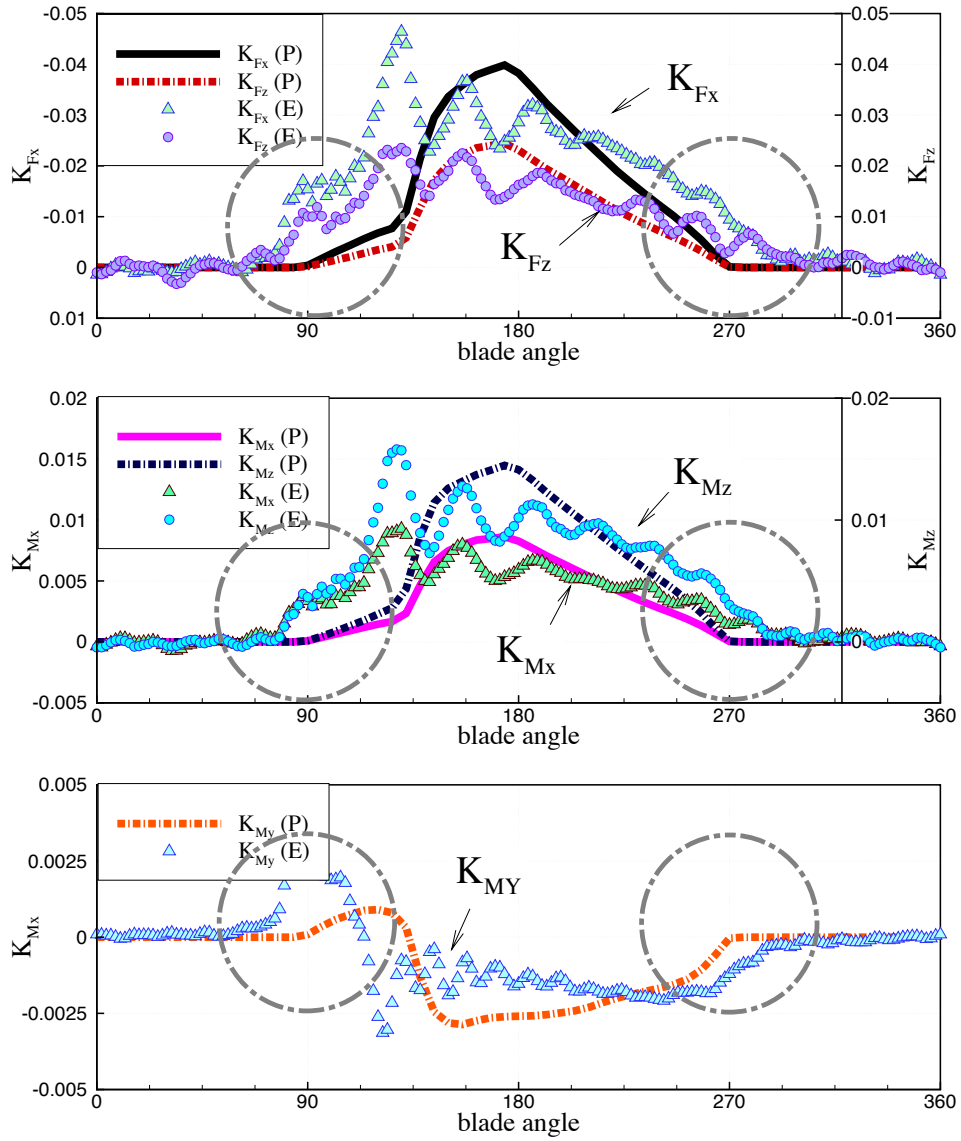 -0.05
0.05
K_Fx (P)
K_Fz (P)
K_Fx (E)
K_Fz (E)
-0.04
0.04
K_Fx
-0.03
0.03
-0.02
0.02
-0.01
0.01
K_Fz
0
0
0.01
-0.01
K_Fx
K_Fz
0
90
180
270
360
blade angle
0.02
0.02
K_Mx (P)
K_Mz (P)
K_Mx (E)
K_Mz (E)
0.015
K_Mz
0.01
0.01
0.005
K_Mx
0
0
-0.005
K_Mx
K_Mz
0
90
180
270
360
blade angle
0.005
K_My (P)
K_My (E)
0.0025
K_MY
0
-0.0025
-0.005
K_Mx
0
90
180
270
360
blade angle